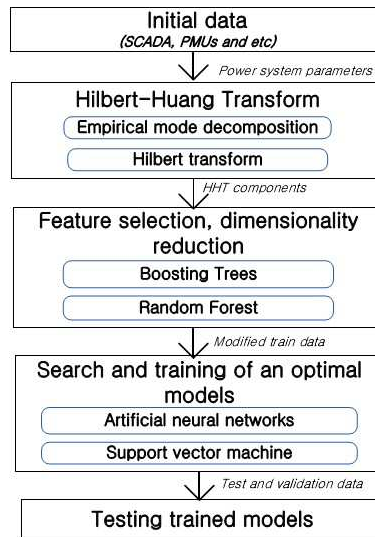 Initial data
(SCADA, PMUs and etc)
Power system parameters
Hilbert-Huang Transform
Empirical mode decomposition
Hilbert transform
HHT components
Feature selection, dimensionality
reduction
Boosting Trees
Random Forest
Modified train data
Search and training of an optimal
models
Artificial neural networks
Support vector machine
Test and validation data
Testing trained models